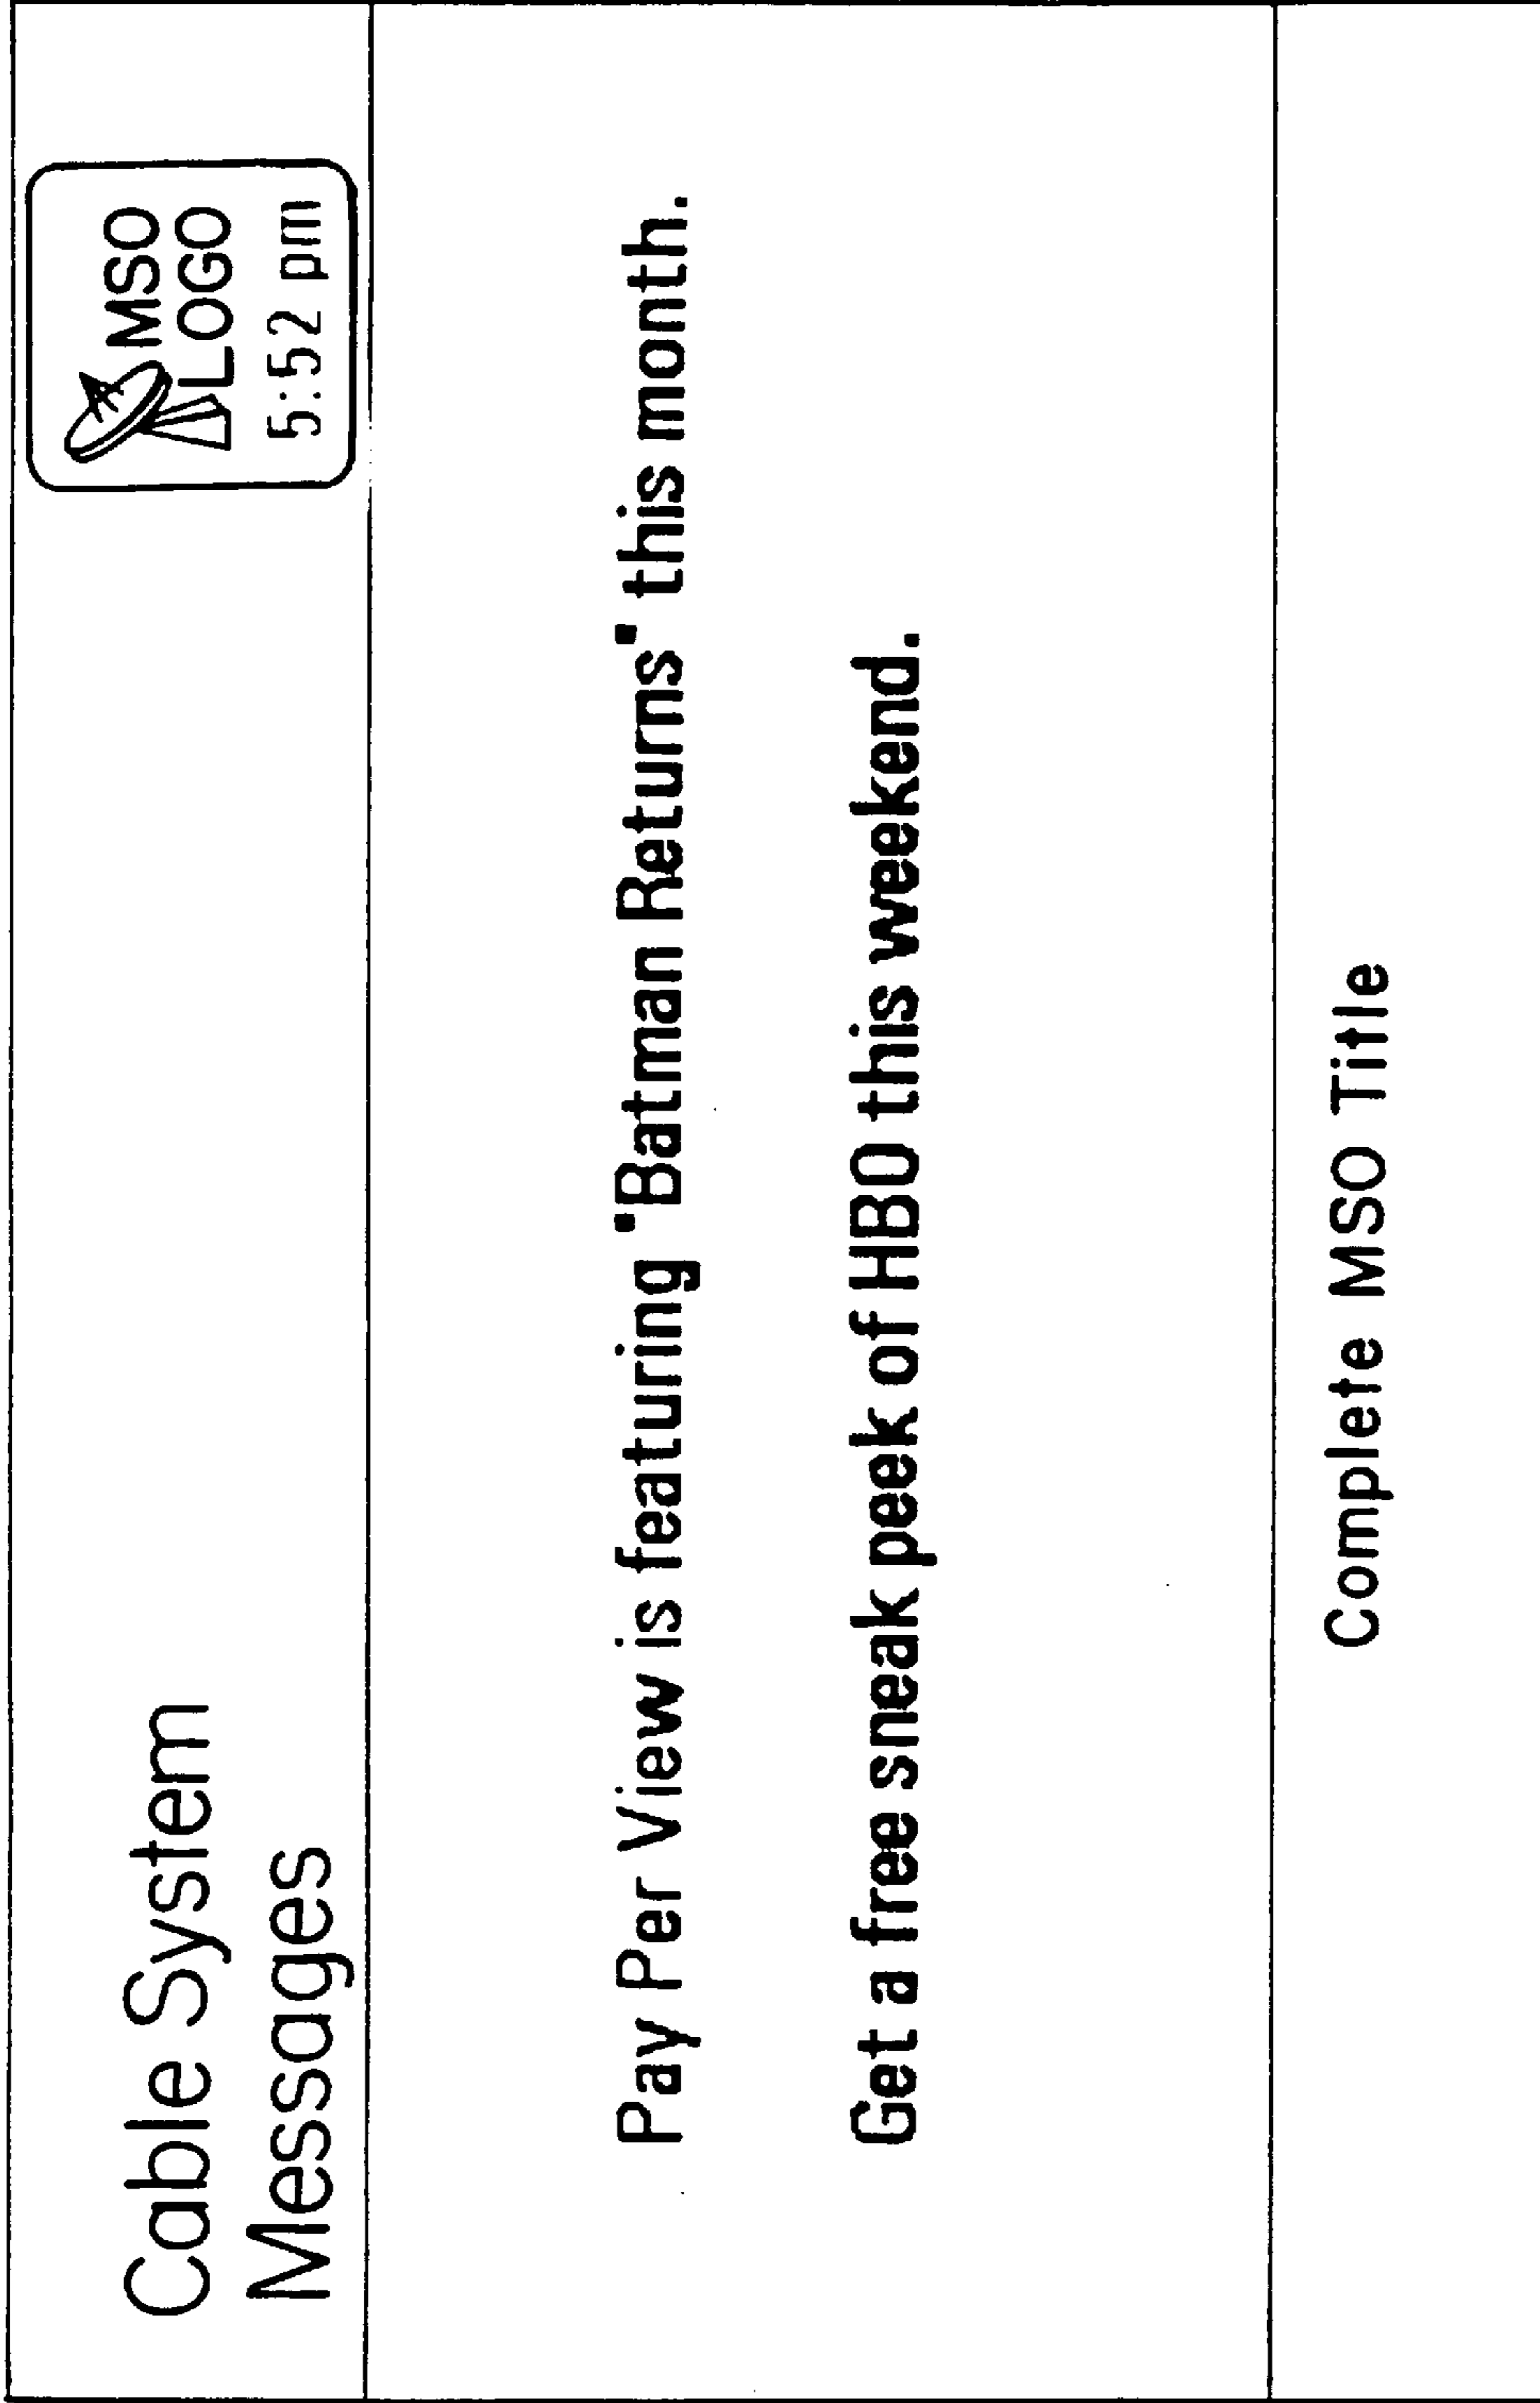 Cable System
Messages
MSO
LOGO
5:52 pm
Pay Per View is featuring "Batman Returns" this month.
Get a free sneak peek of HBO this weekend.
Complete MSO Title